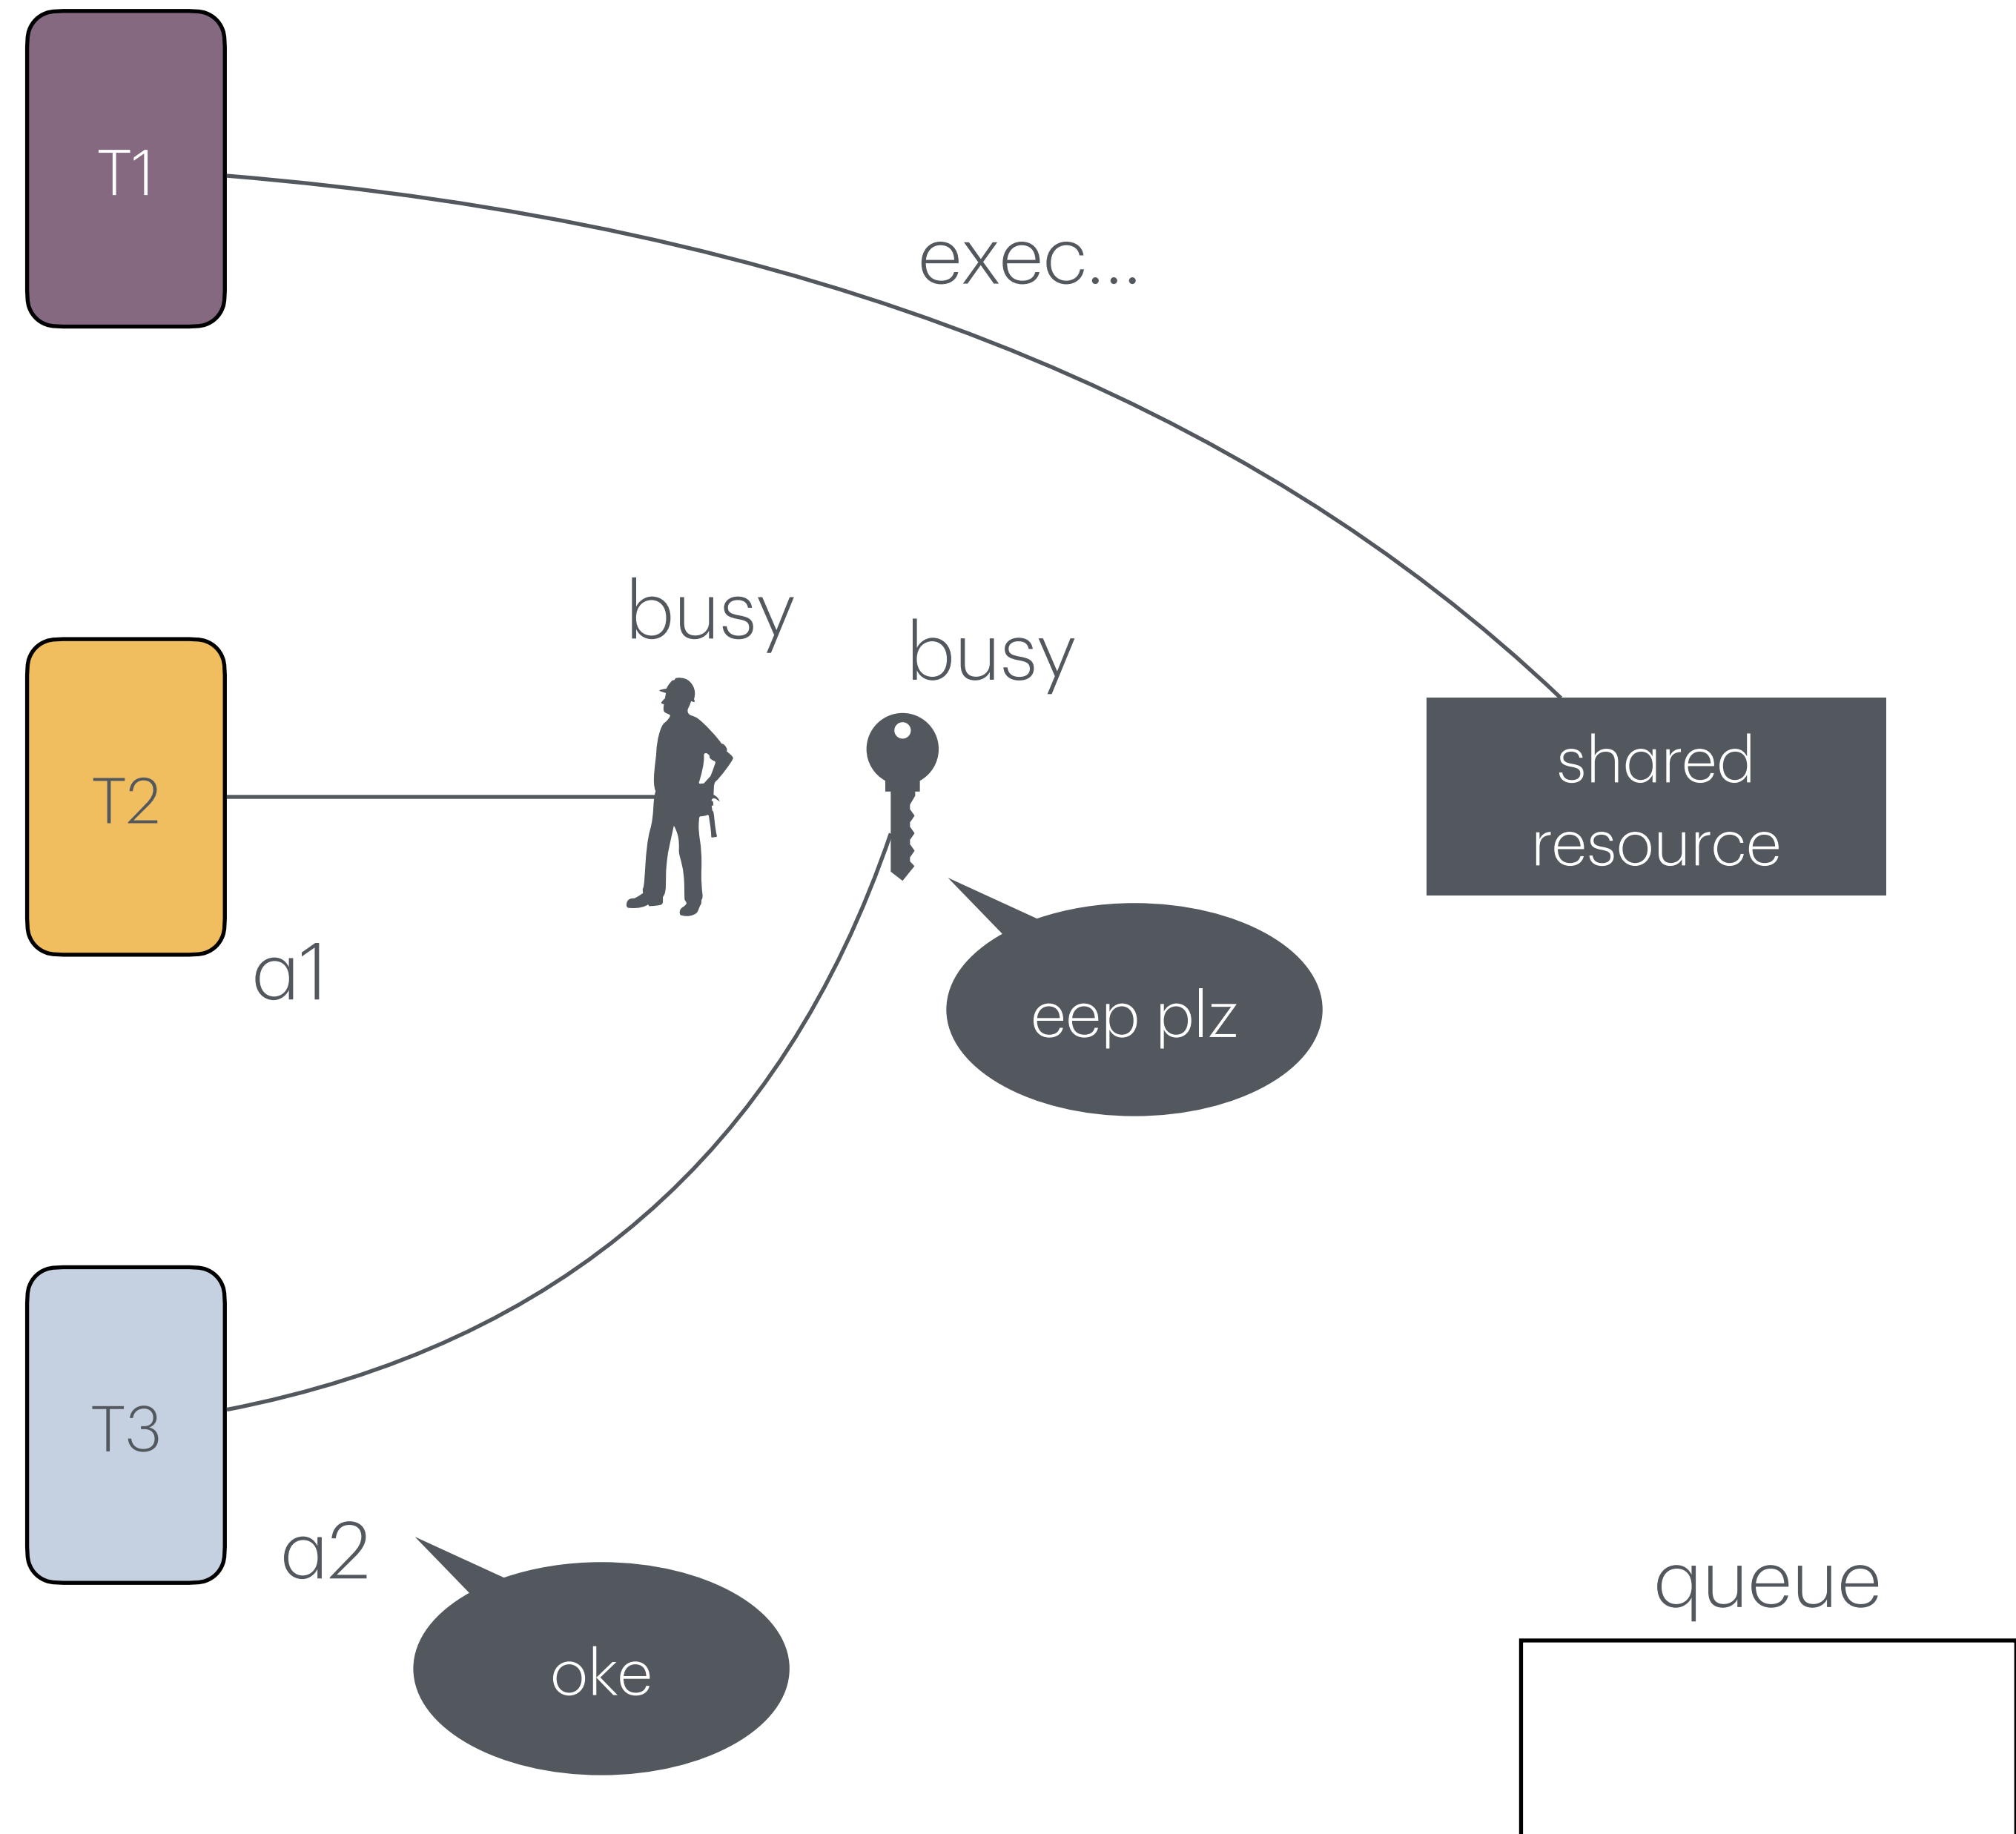 T1
exec...
busy
busy
shared
resource
T2
a1
eep plz
T3
a2
oke
queue